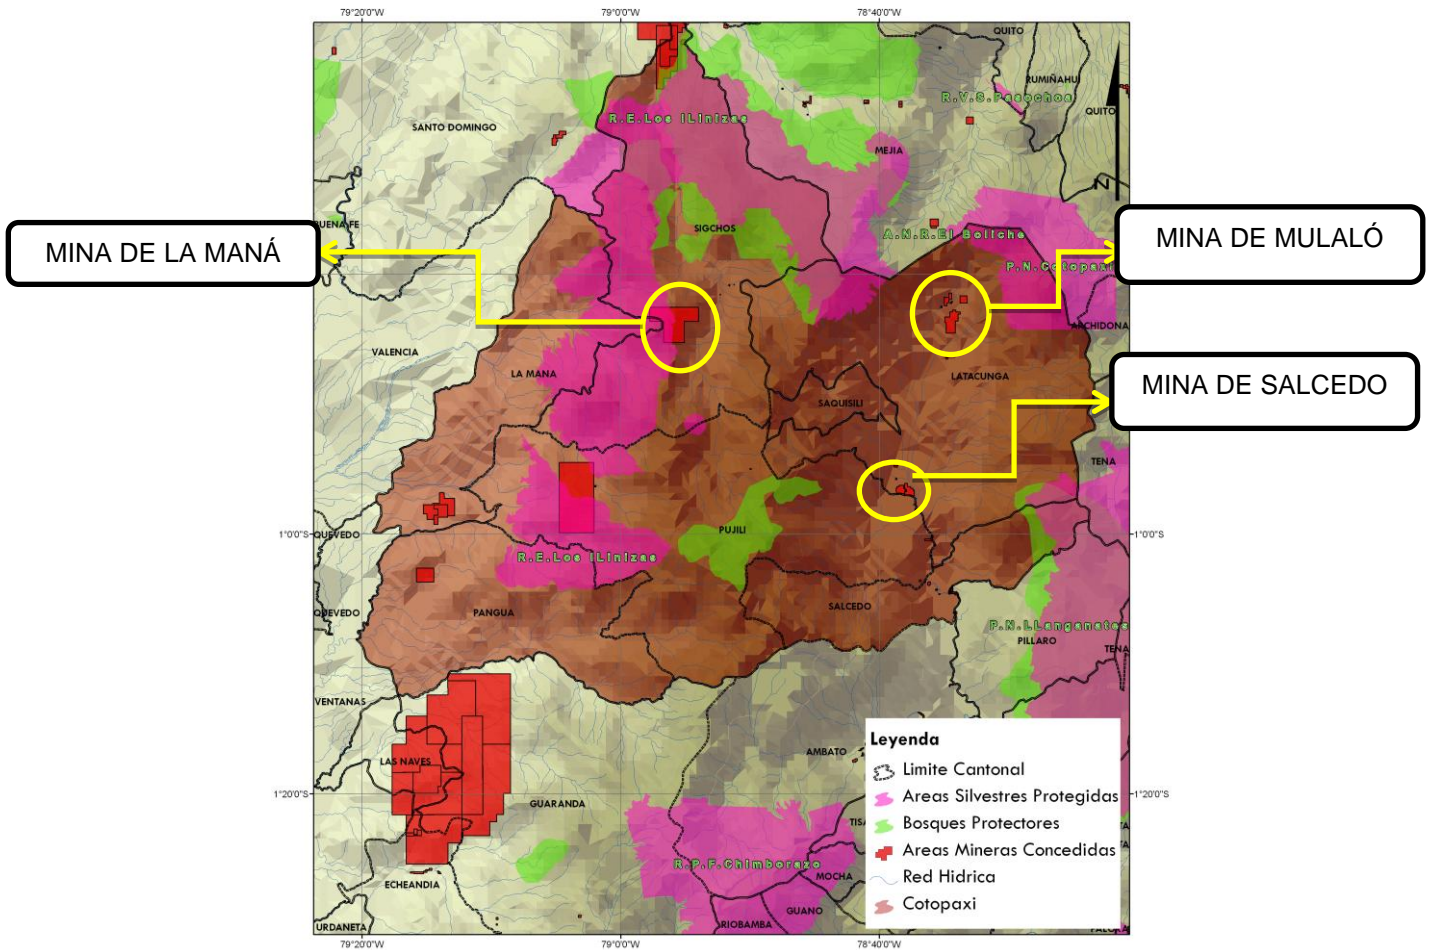 79°20'0"W
79°0'0"W
78°40'0"W
QUITO
RUMIÑAHUI
R.V.S.Pasochoa
QUITO
R.E.Los ILinizas
SANTO DOMINGO
MEJIA
N
BUENA FE
SIGCHOS
A.N.R.El Boliche
MINA DE LA MANÁ
MINA DE MULALÓ
P.N.Cotopaxi
ARCHIDONA
VALENCIA
LA MANA
LATACUNGA
MINA DE SALCEDO
SAQUISILI
TENA
PUJILI
1°0'0"S
QUEVEDO
1°0'0"S
R.E.Los ILinizas
QUEVEDO
PANGUA
SALCEDO
P.N.LLanganates
PILLARO
TENA
VENTANAS
AMBATO
LAS NAVES
1°20'0"S
GUARANDA
1°20'0"S
R.P.F.Chimborazo
ECHEANDIA
MOCHA
GUANO
RIOBAMBA
URDANETA
Leyenda
Limite Cantonal
Areas Silvestres Protegidas
Bosques Protectores
Areas Mineras Concedidas
Red Hidrica
Cotopaxi
79°20'0"W
79°0'0"W
78°40'0"W